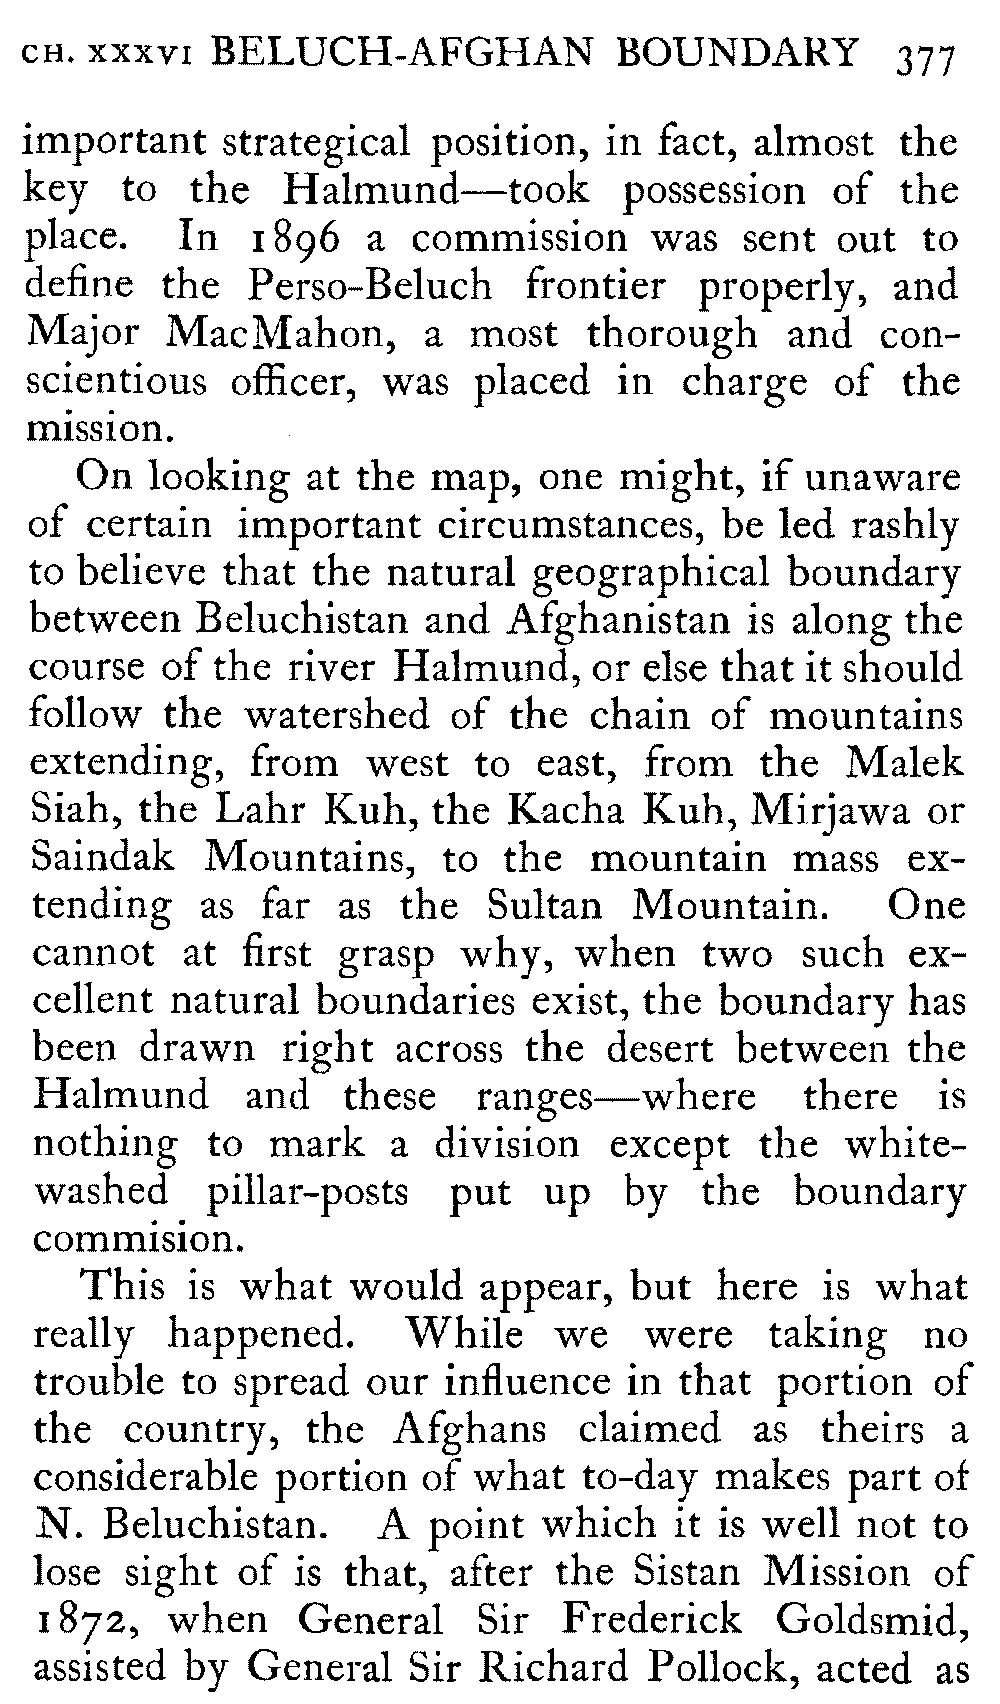 CH. XXXVI BELUCH-AFGHAN BOUNDARY 377
important strategical position, in fact, almost the
key to the Halmund—took possession of the
place. In 1896 a commission was sent out to
define the Perso-Beluch frontier properly, and
Major MacMahon, a most thorough and con-
scientious officer, was placed in charge of the
mission.
On looking at the map, one might, if unaware
of certain important circumstances, be led rashly
to believe that the natural geographical boundary
between Beluchistan and Afghanistan is along the
course of the river Halmund, or else that it should
follow the watershed of the chain of mountains
extending, from west to east, from the Malek
Siah, the Lahr Kuh, the Kacha Kuh, Mirjawa or
Saindak Mountains, to the mountain mass ex-
tending as far as the Sultan Mountain. One
cannot at first grasp why, when two such ex-
cellent natural boundaries exist, the boundary has
been drawn right across the desert between the
Halmund and these ranges—where there is
nothing to mark a division except the white-
washed pillar-posts put up by the boundary
commision.
This is what would appear, but here is what
really happened. While we were taking no
trouble to spread our influence in that portion of
the country, the Afghans claimed as theirs a
considerable portion of what to-day makes part of
N. Beluchistan. A point which it is well not to
lose sight of is that, after the Sistan Mission of
1872, when General Sir Frederick Goldsmid,
assisted by General Sir Richard Pollock, acted as